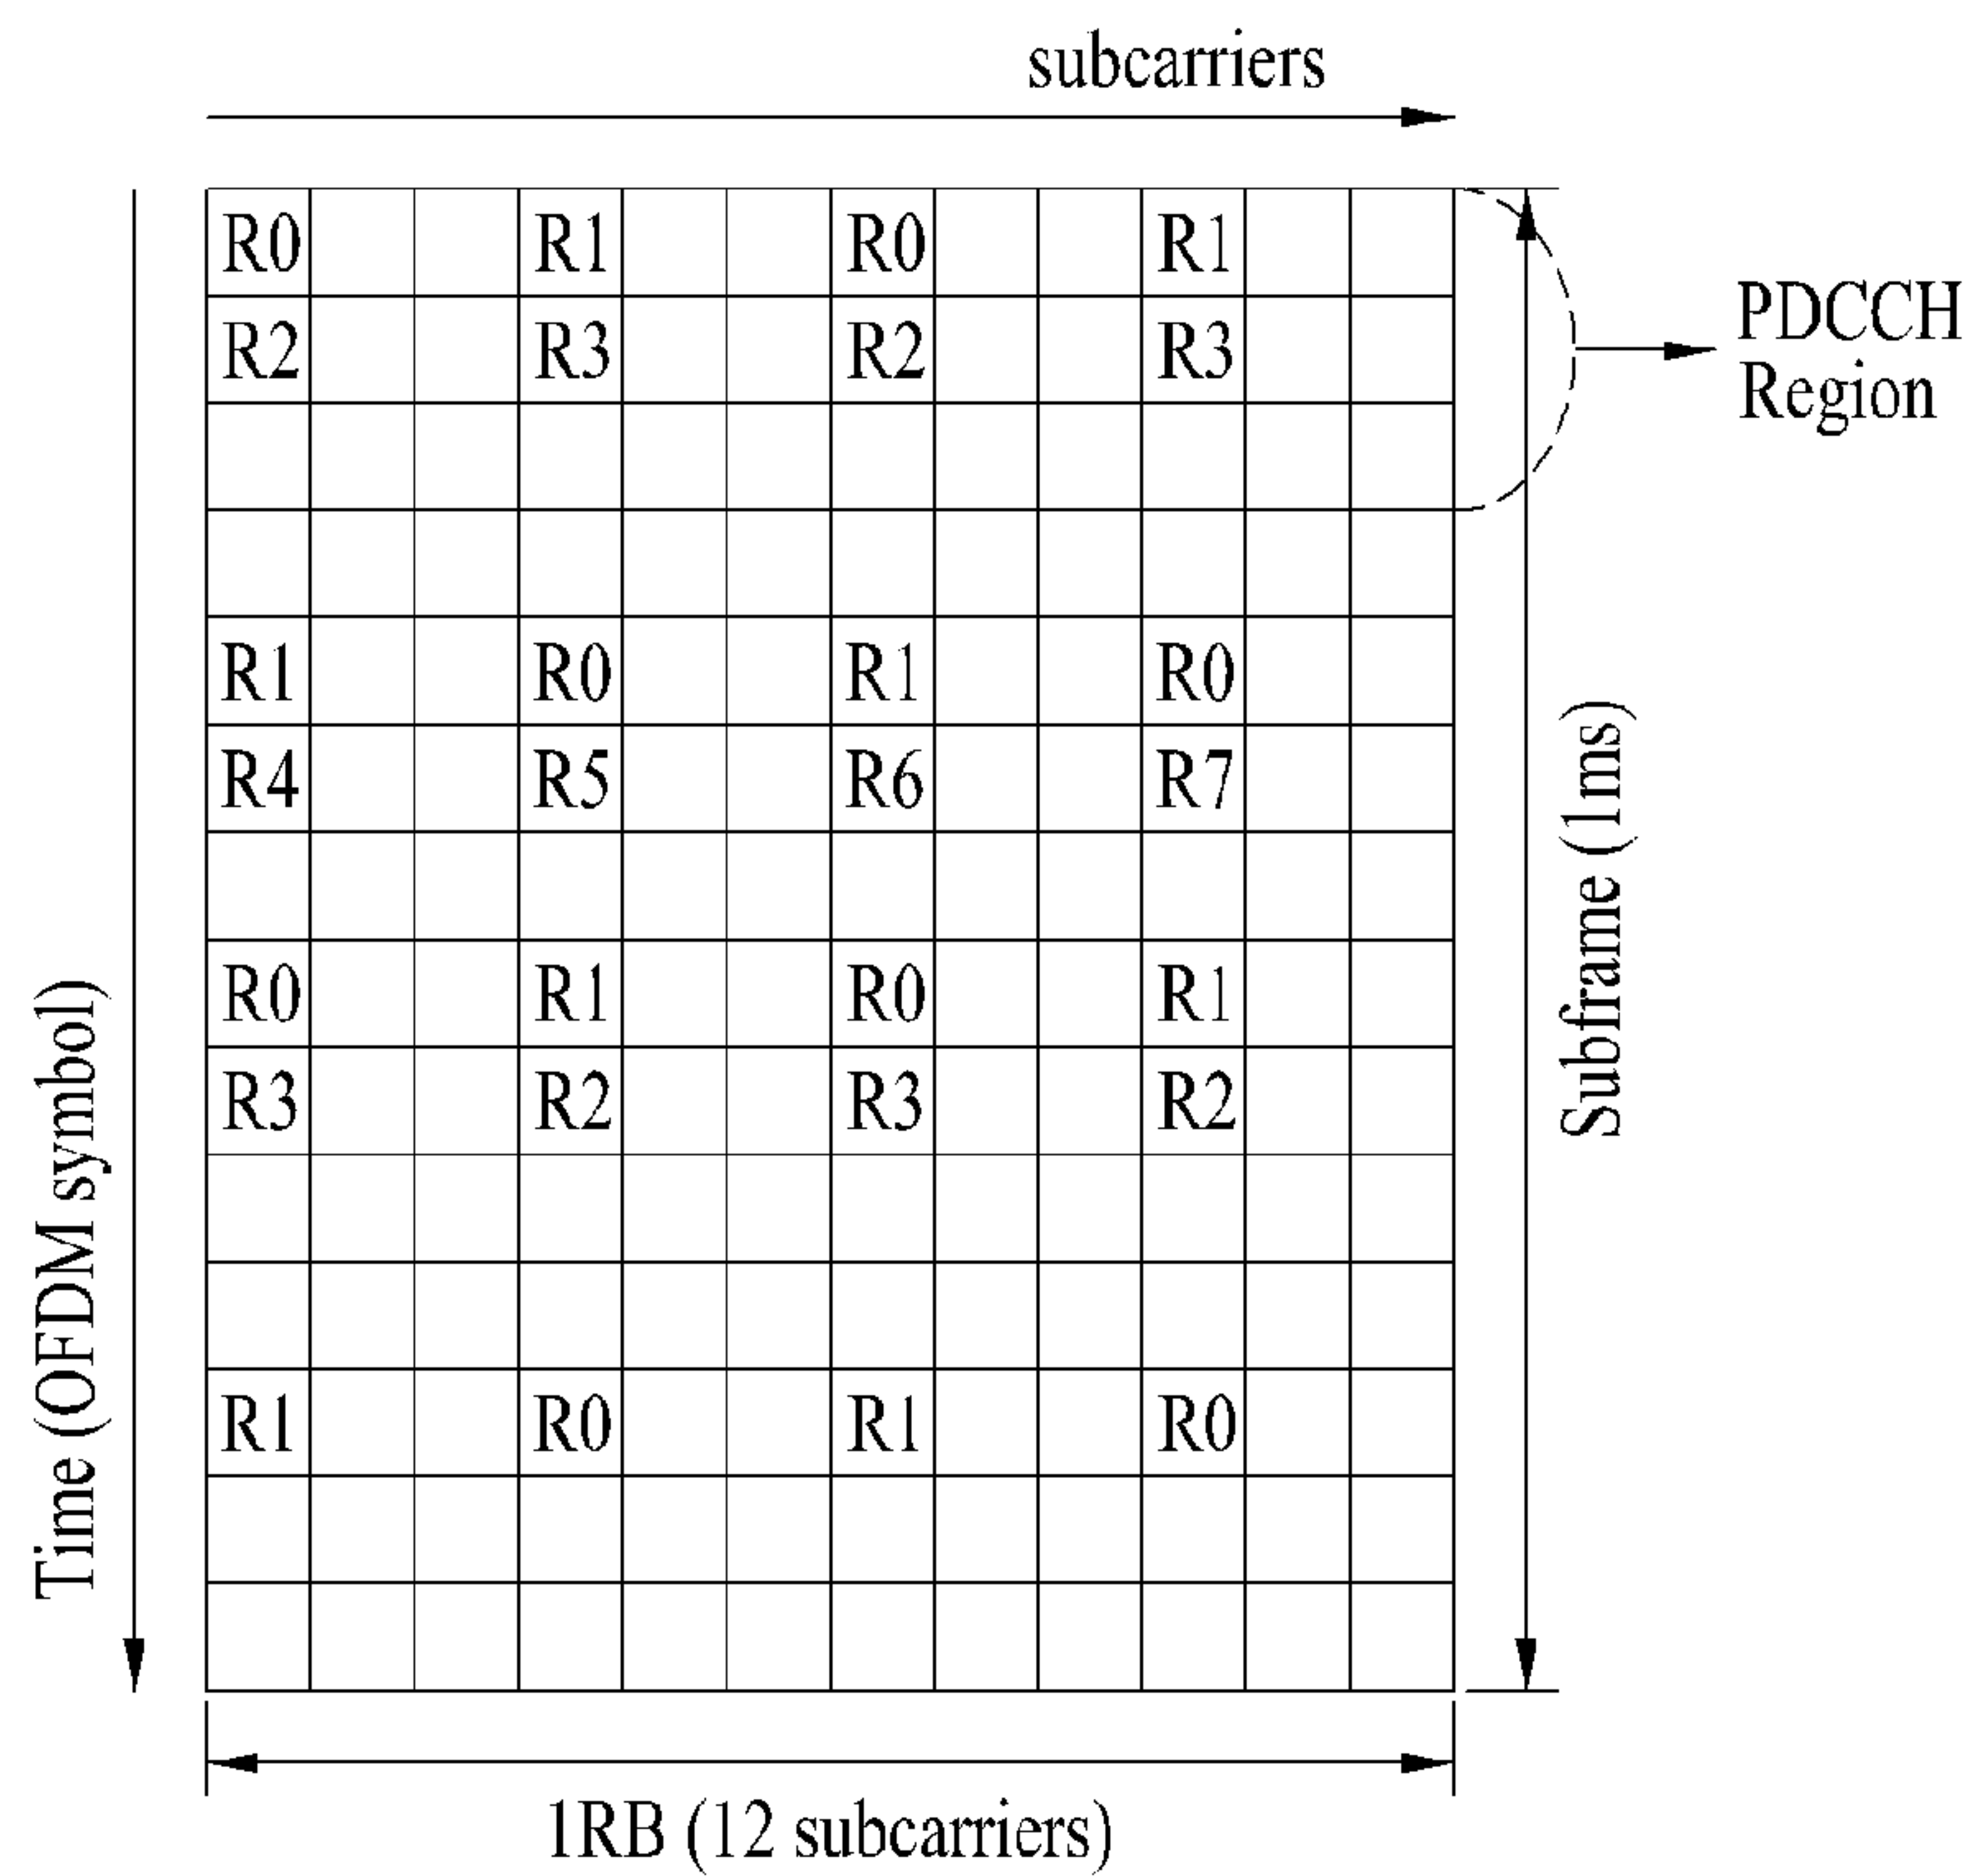 subcarriers
R0 R1 R0 R1
R2 R3 R2 R3
PDCCH
Region
R1 R0 R1 R0
R4 R5 R6 R7
R0 R1 R0 R1
R3 R2 R3 R2
R1 R0 R1 R0
Time (OFDM symbol)
Subframe (1ms)
1RB (12 subcarriers)